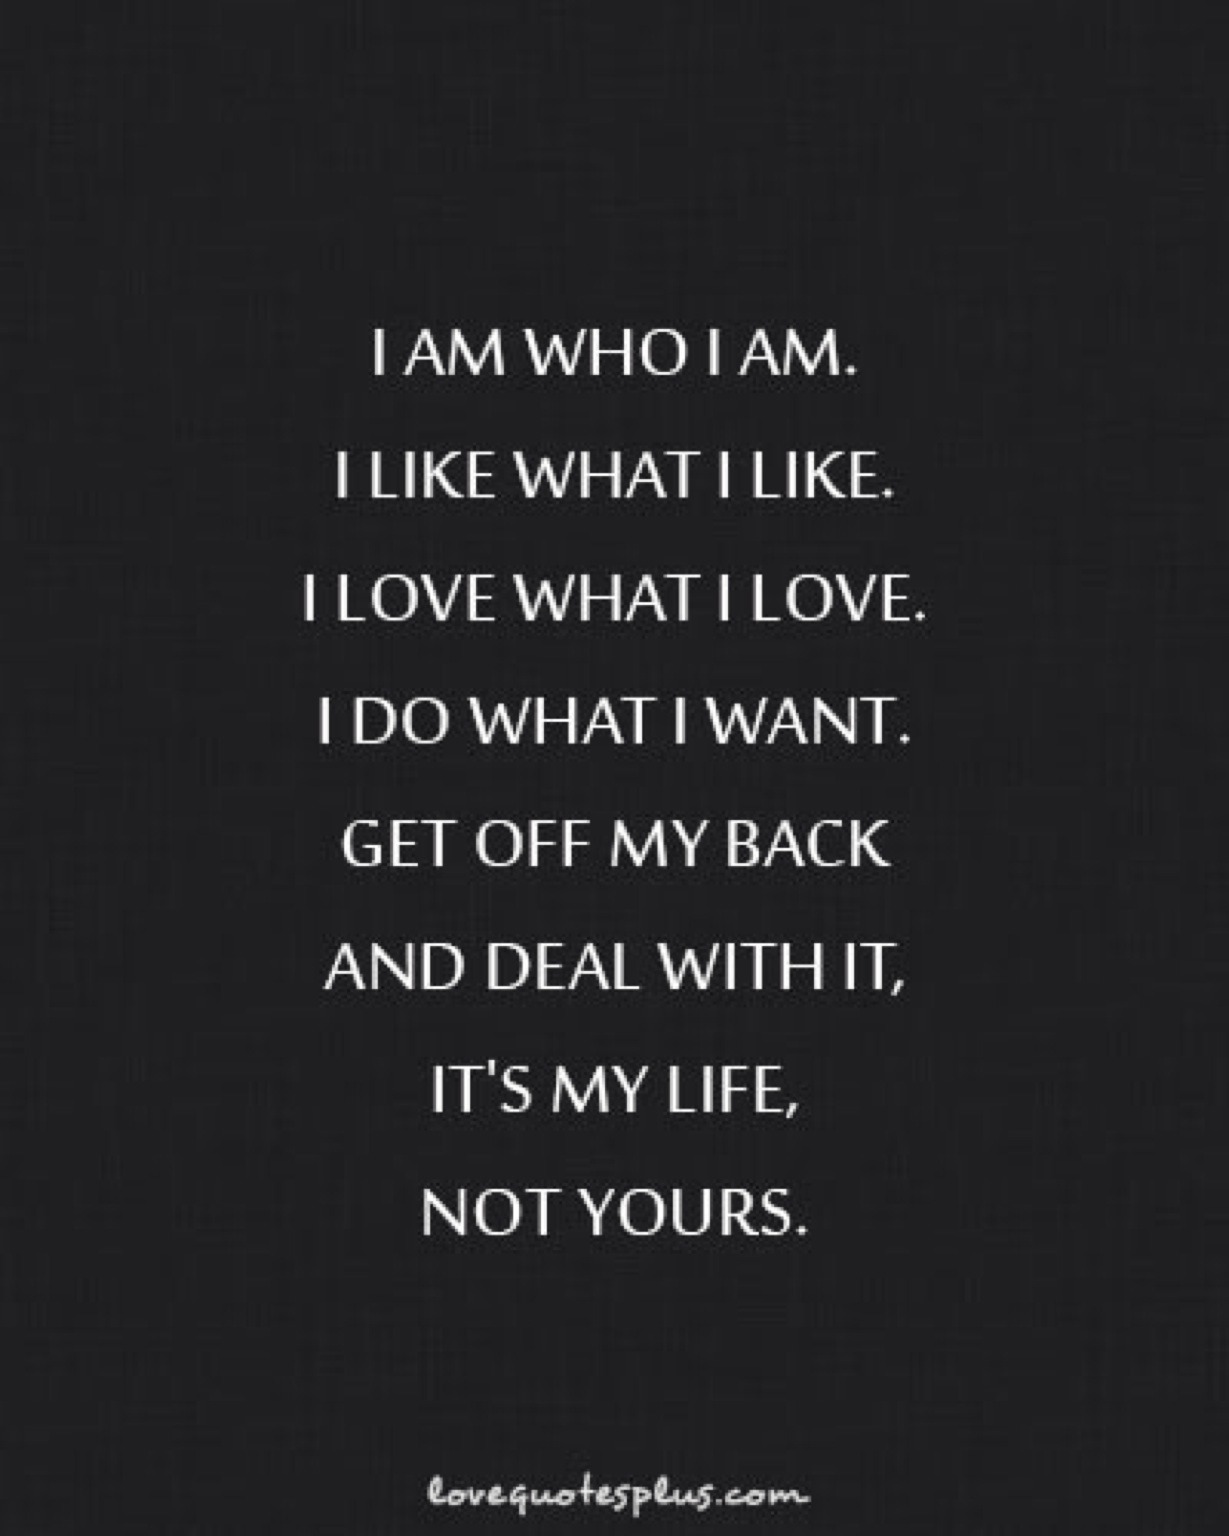 I AM WHO I AM.
I LIKE WHAT I LIKE.
I LOVE WHAT I LOVE.
I DO WHAT I WANT.
GET OFF MY BACK
AND DEAL WITH IT,
IT'S MY LIFE,
NOT YOURS.
lovequotesplus.com